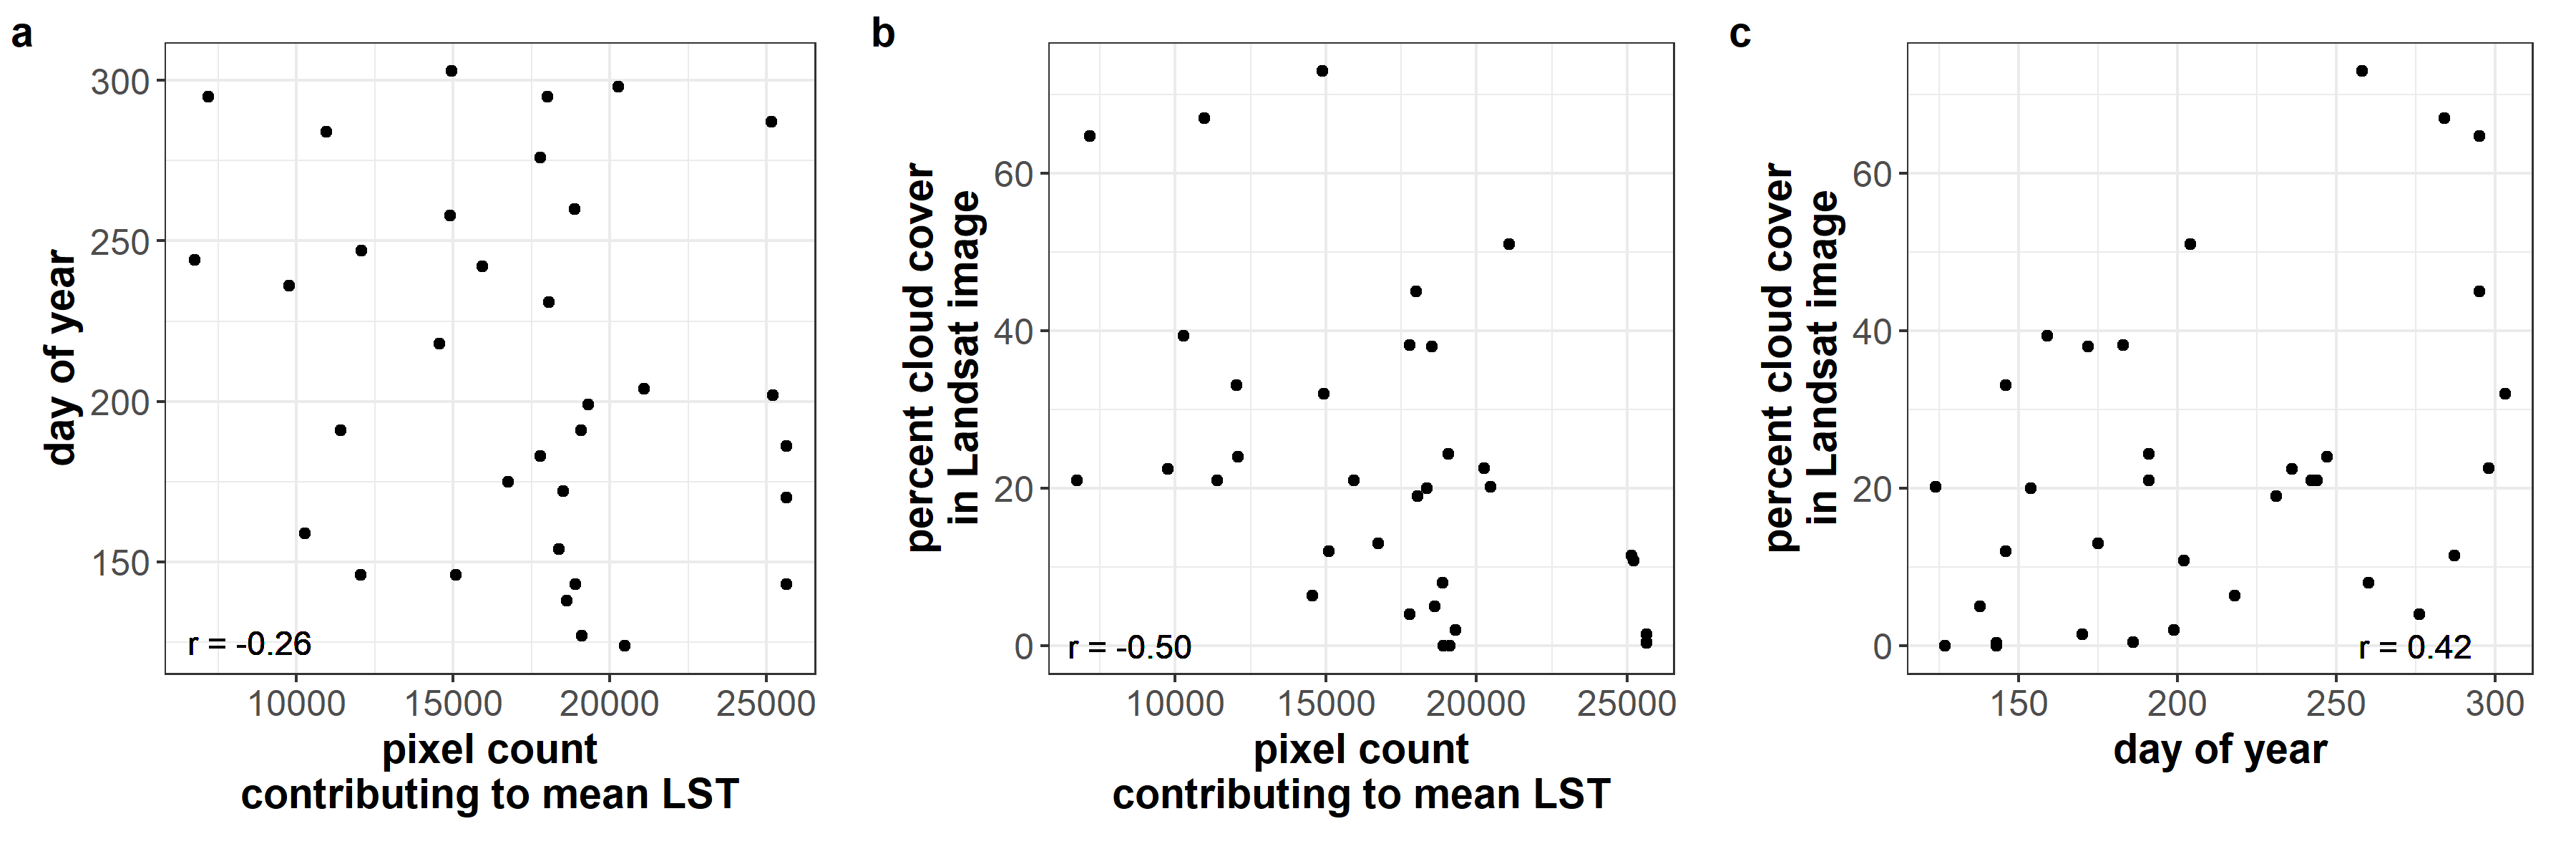 a
300
250
200
150
day of year
r = -0.26
10000 15000 20000 25000
pixel count
contributing to mean LST
b
60
40
20
0
percent cloud cover
in Landsat image
r = -0.50
10000 15000 20000 25000
pixel count
contributing to mean LST
c
60
40
20
0
percent cloud cover
in Landsat image
r = 0.42
150 200 250 300
day of year